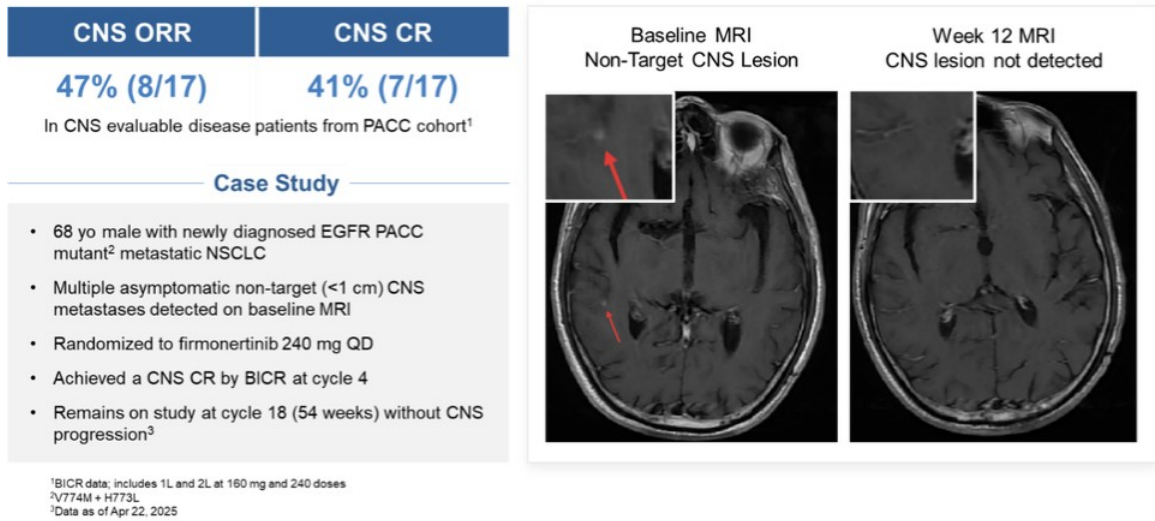 CNS ORR
CNS CR
47% (8/17)
41% (7/17)
In CNS evaluable disease patients from PACC cohort¹
Case Study
• 68 yo male with newly diagnosed EGFR PACC
mutant² metastatic NSCLC
• Multiple asymptomatic non-target (<1 cm) CNS
metastases detected on baseline MRI
• Randomized to firmonertinib 240 mg QD
• Achieved a CNS CR by BICR at cycle 4
• Remains on study at cycle 18 (54 weeks) without CNS
progression³
¹BICR data; includes 1L and 2L at 160 mg and 240 doses
²V774M + H773L
³Data as of Apr 22, 2025
Baseline MRI
Non-Target CNS Lesion
Week 12 MRI
CNS lesion not detected